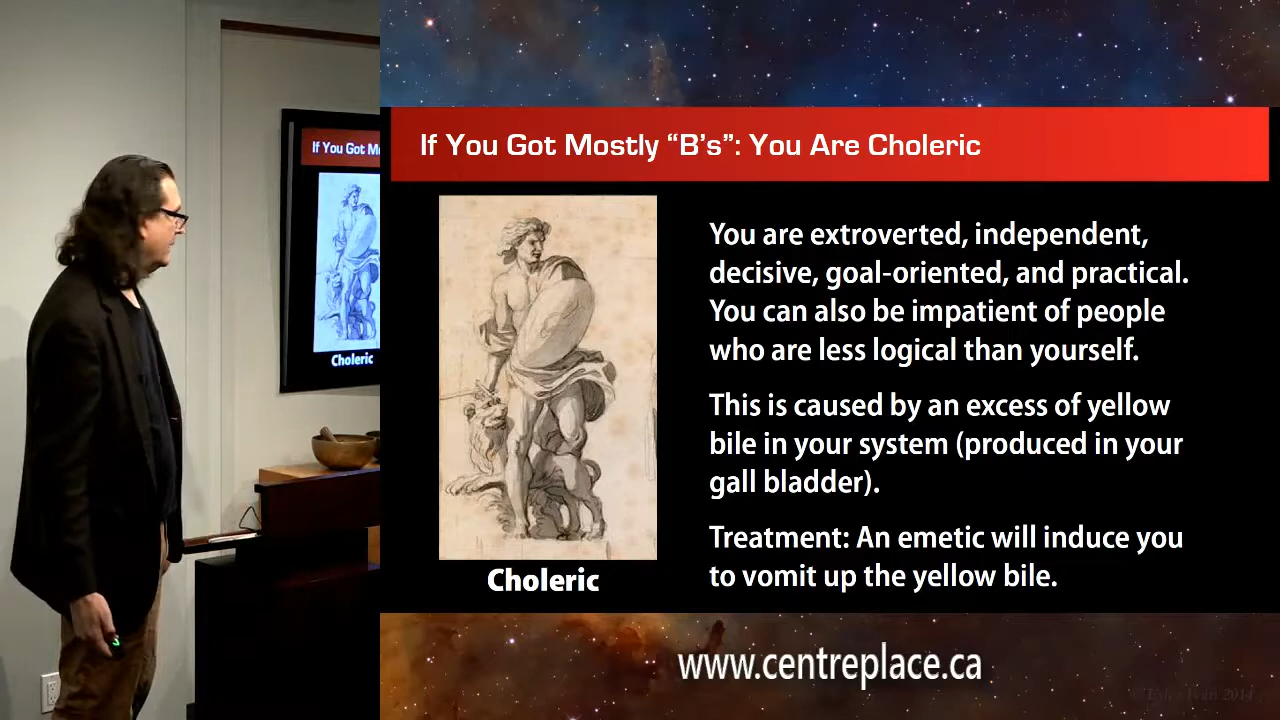 If You Got M
Choleric
If You Got Mostly “B’s”: You Are Choleric
You are extroverted, independent,
decisive, goal-oriented, and practical.
You can also be impatient of people
who are less logical than yourself.
This is caused by an excess of yellow
bile in your system (produced in your
gall bladder).
Treatment: An emetic will induce you
to vomit up the yellow bile.
Choleric
www.centreplace.ca